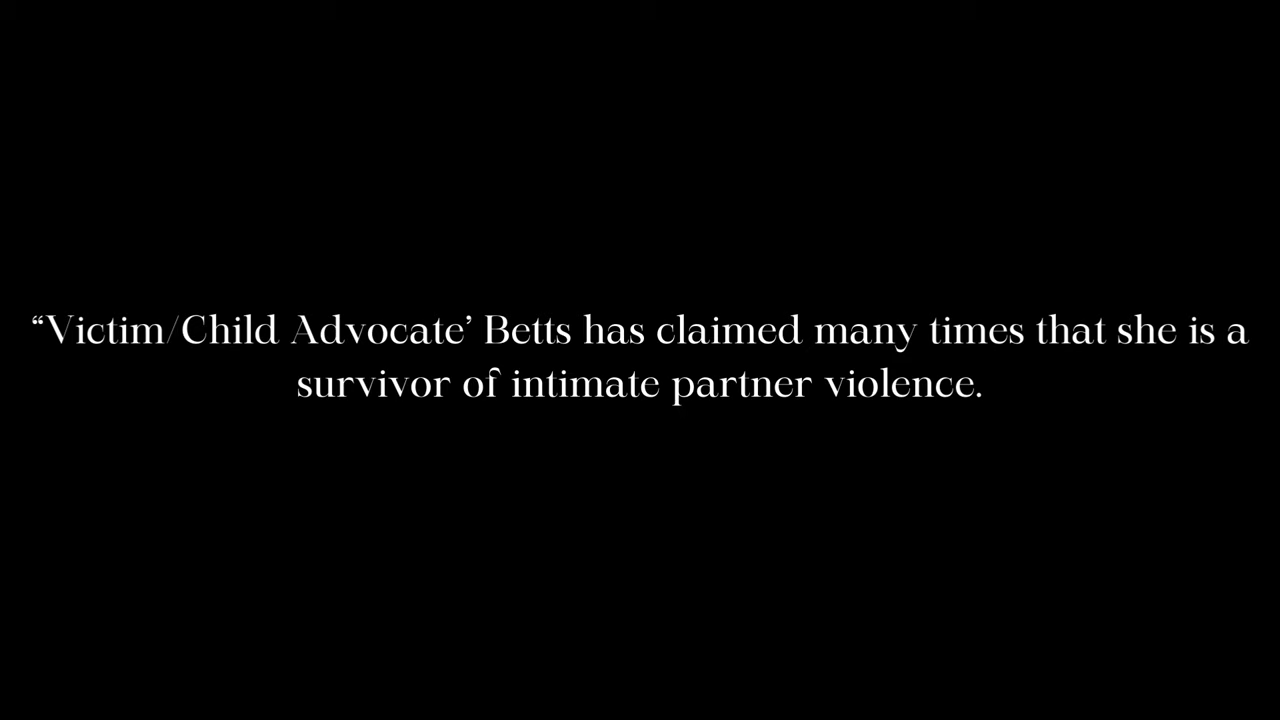 “Victim/Child Advocate’ Betts has claimed many times that she is a
survivor of intimate partner violence.